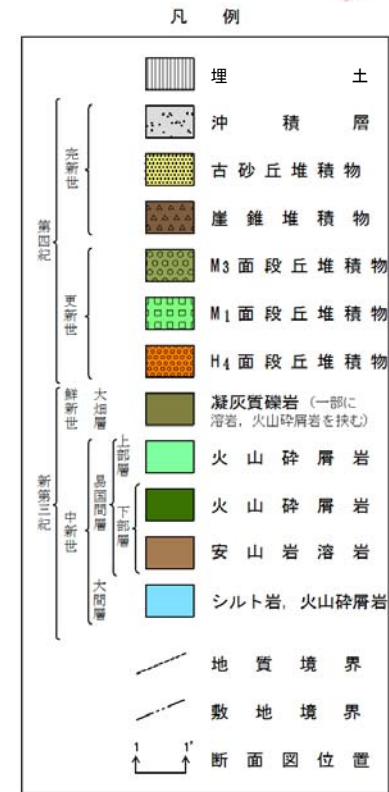 凡 例
埋 土
沖 積 層
古 砂 丘 堆 積 物
崖 錐 堆 積 物
M3 面 段 丘 堆 積 物
M1 面 段 丘 堆 積 物
H4 面 段 丘 堆 積 物
凝灰質礫岩 (一部に
溶岩, 火山砕屑岩を挟む)
火 山 砕 屑 岩
火 山 砕 屑 岩
安 山 岩 溶 岩
シルト岩, 火山砕屑岩
地 質 境 界
敷 地 境 界
1 1' 断 面 図 位 置
第四紀
完新世
更新世
新第三紀
鮮新世
中新世
大畑層
易国間層
上部層
下部層
大間層